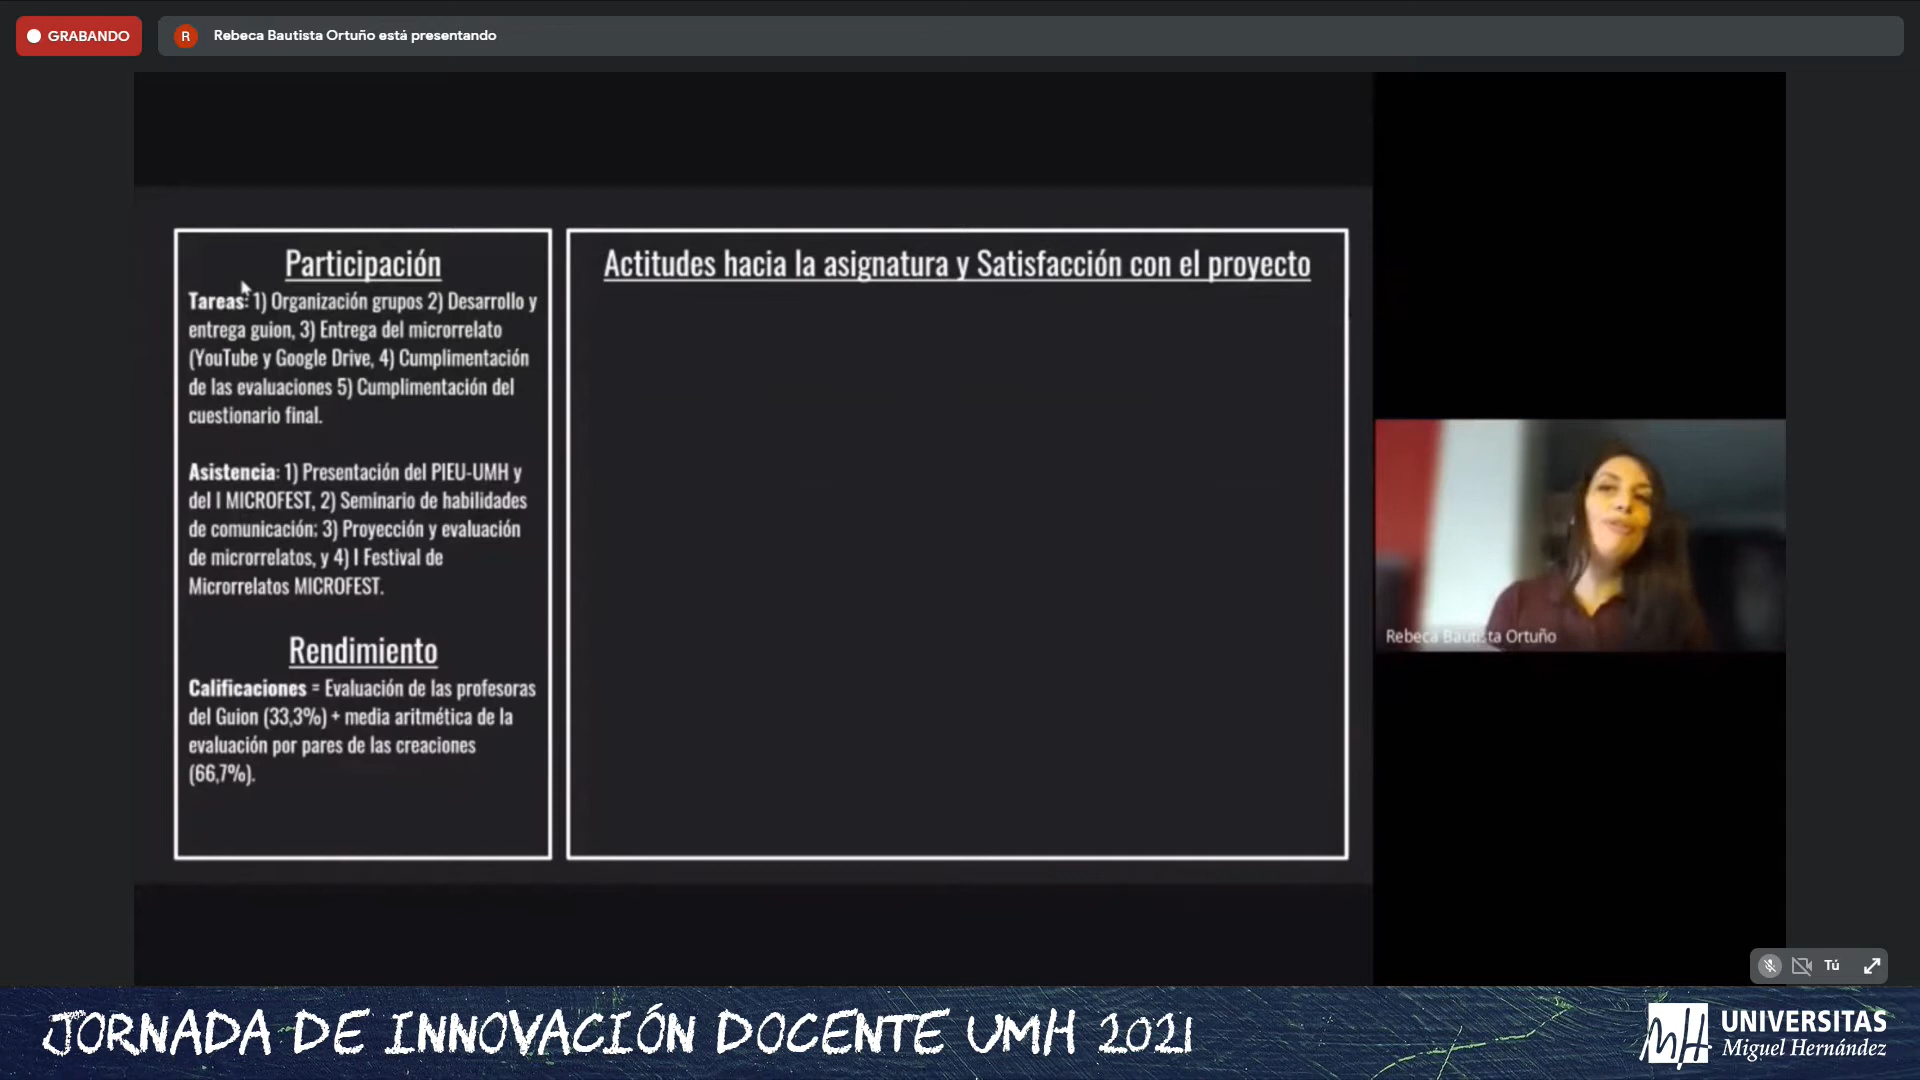 GRABANDO
R
Rebeca Bautista Ortuño está presentando
Participación
Tareas: 1) Organización grupos 2) Desarrollo y
entrega guion, 3) Entrega del microrrelato
(YouTube y Google Drive, 4) Cumplimentación
de las evaluaciones 5) Cumplimentación del
cuestionario final.
Asistencia: 1) Presentación del PIEU-UMH y
del I MICROFEST, 2) Seminario de habilidades
de comunicación; 3) Proyección y evaluación
de microrrelatos, y 4) I Festival de
Microrrelatos MICROFEST.
Rendimiento
Calificaciones = Evaluación de las profesoras
del Guion (33,3%) + media aritmética de la
evaluación por pares de las creaciones
(66,7%).
Actitudes hacia la asignatura y Satisfacción con el proyecto
Rebeca Bautista Ortuño
Tú
JORNADA DE INNOVACIÓN DOCENTE UMH 2021
UNIVERSITAS
Miguel Hernández